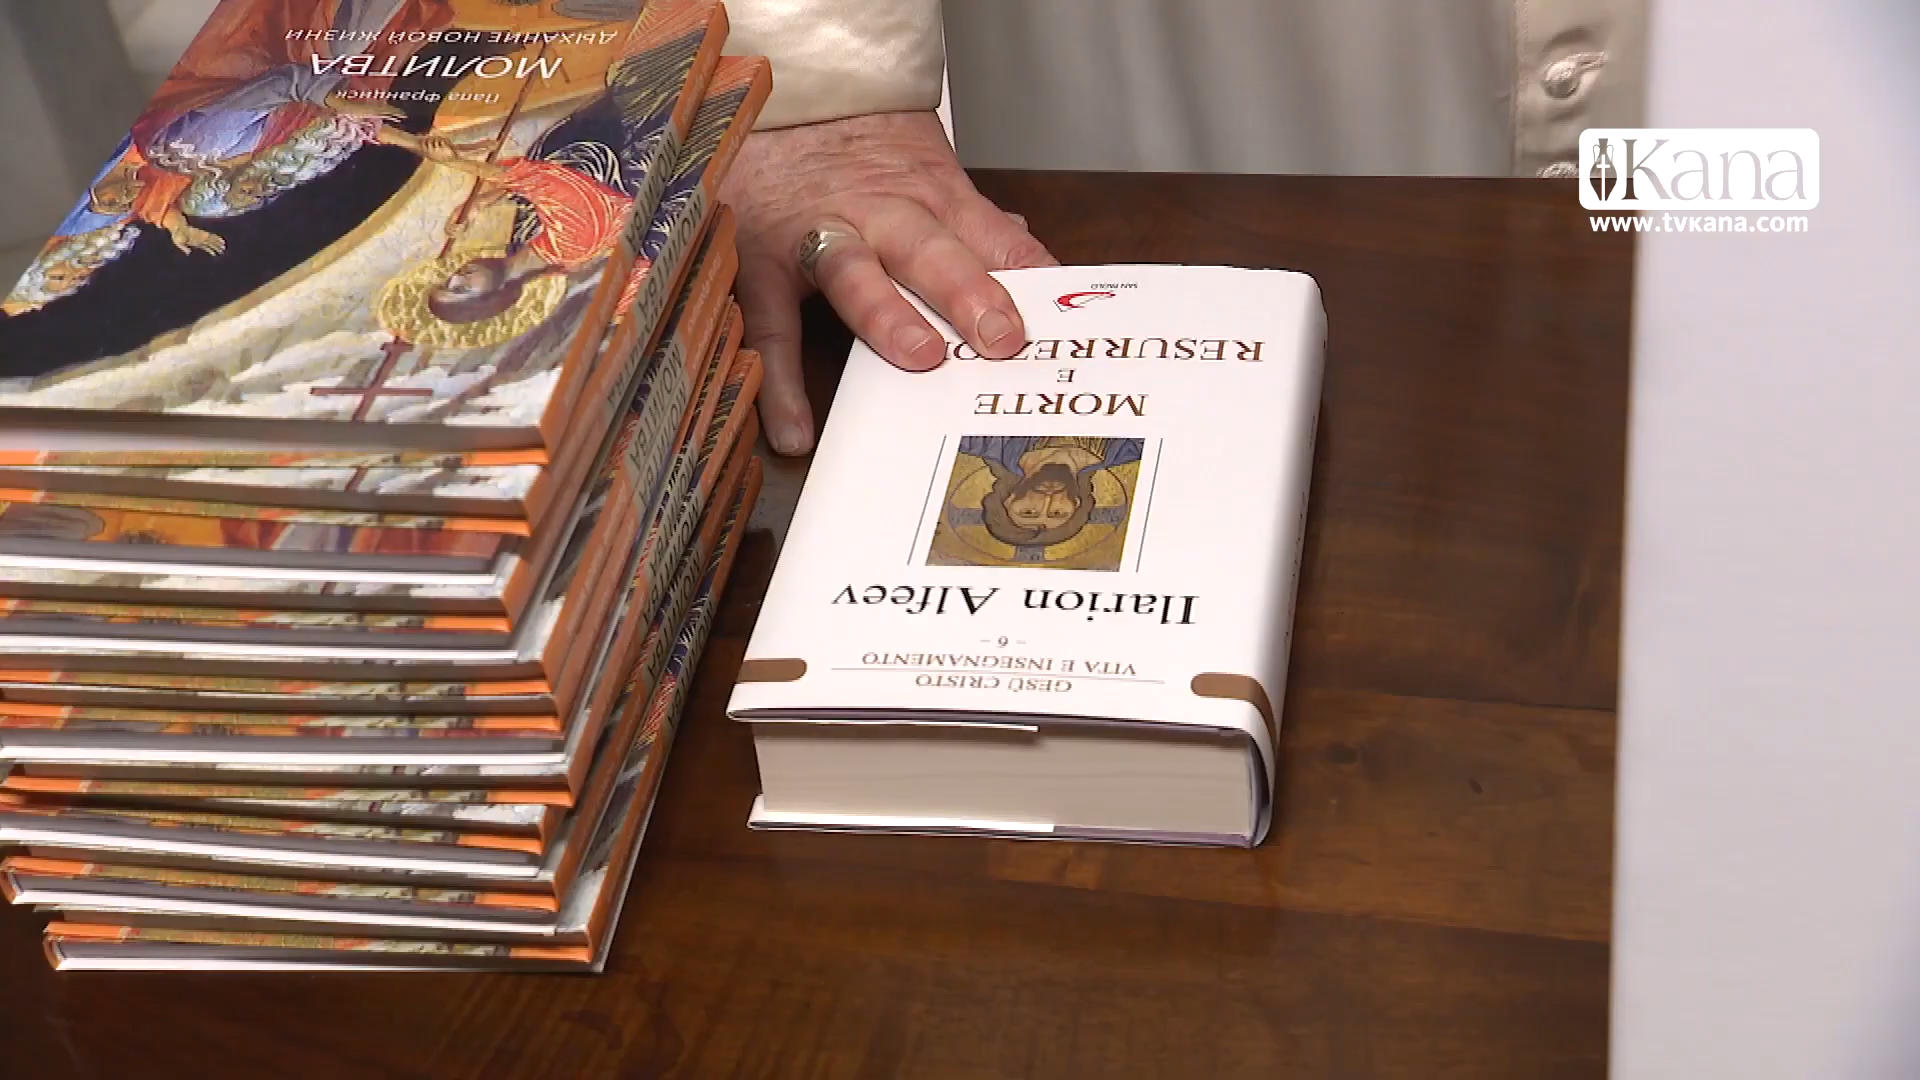 Папа Франциск
МОЛИТВА
ДЫХАНИЕ НОВОЙ ЖИЗНИ
GESÙ CRISTO
VITA E INSEGNAMENTO
– 6 –
Ilarion Alfeev
MORTE
E
SAN PAOLO
Kana
www.tvkana.com
МОЛИТВА
МОЛИТВА